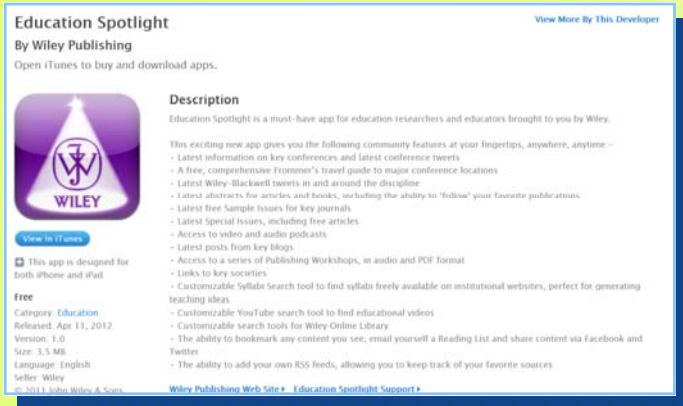 Education Spotlight
View More By This Developer
By Wiley Publishing
Open iTunes to buy and download apps.
WILEY
View In iTunes
This app is designed for
both iPhone and iPad
Free
Category: Education
Released: Apr 11, 2012
Version: 1.0
Size: 3.5 MB
Language: English
Seller: Wiley
© 2011 John Wiley & Sons
Description
Education Spotlight is a must-have app for education researchers and educators brought to you by Wiley.
This exciting new app gives you the following community features at your fingertips, anywhere, anytime –
- Latest information on key conferences and latest conference tweets
- A free, comprehensive Frommer's travel guide to major conference locations
- Latest Wiley-Blackwell tweets in and around the discipline
- Latest abstracts for articles and books, including the ability to 'follow' your favorite publications
- Latest free Sample Issues for key journals
- Latest Special Issues, including free articles
- Access to video and audio podcasts
- Latest posts from key blogs
- Access to a series of Publishing Workshops, in audio and PDF format
- Links to key societies
- Customizable Syllabi Search tool to find syllabi freely available on institutional websites, perfect for generating
teaching ideas
- Customizable YouTube search tool to find educational videos
- Customizable search tools for Wiley Online Library
- The ability to bookmark any content you see, email yourself a Reading List and share content via Facebook and
Twitter
- The ability to add your own RSS feeds, allowing you to keep track of your favorite sources
Wiley Publishing Web Site Education Spotlight Support